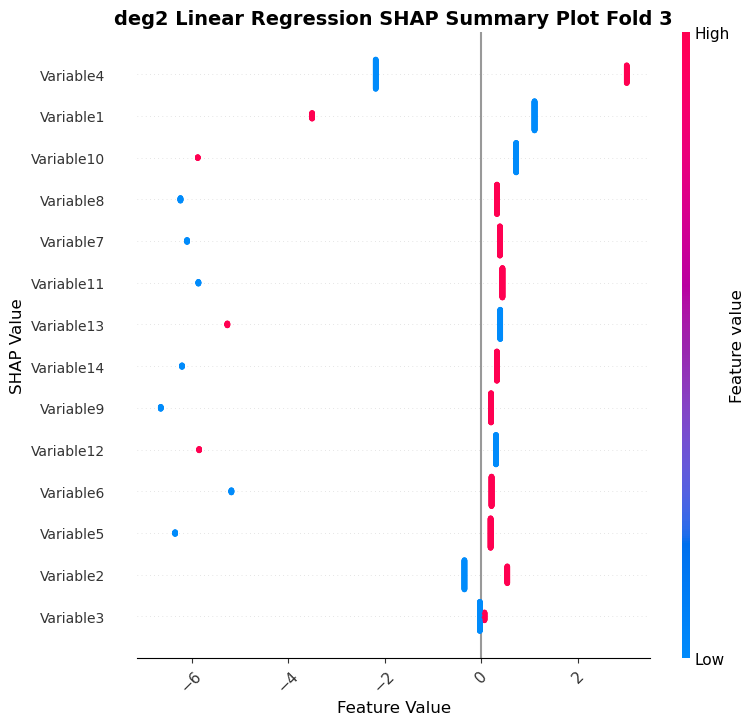 deg2 Linear Regression SHAP Summary Plot Fold 3
High
Variable4
Variable1
Variable10
Variable8
Variable7
Variable11
Variable13
Variable14
Variable9
Variable12
Variable6
Variable5
Variable2
Variable3
SHAP Value
Feature value
Low
−6
−4
−2
0
2
Feature Value